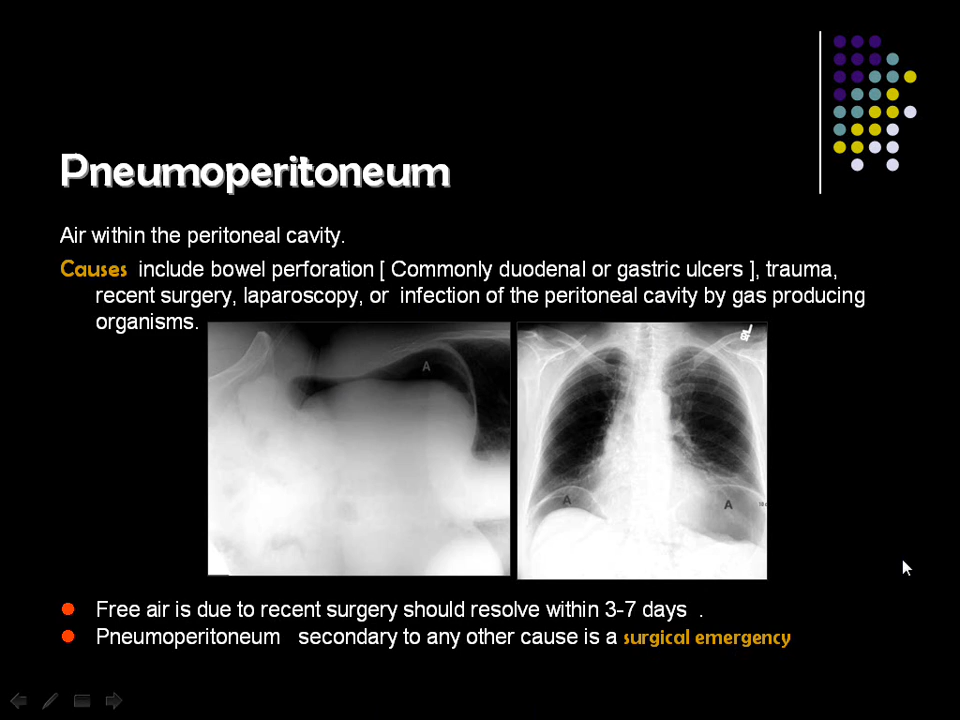 Pneumoperitoneum
Air within the peritoneal cavity.
Causes include bowel perforation [ Commonly duodenal or gastric ulcers ], trauma,
recent surgery, laparoscopy, or infection of the peritoneal cavity by gas producing
organisms.
A
A
A
Free air is due to recent surgery should resolve within 3-7 days .
Pneumoperitoneum secondary to any other cause is a surgical emergency